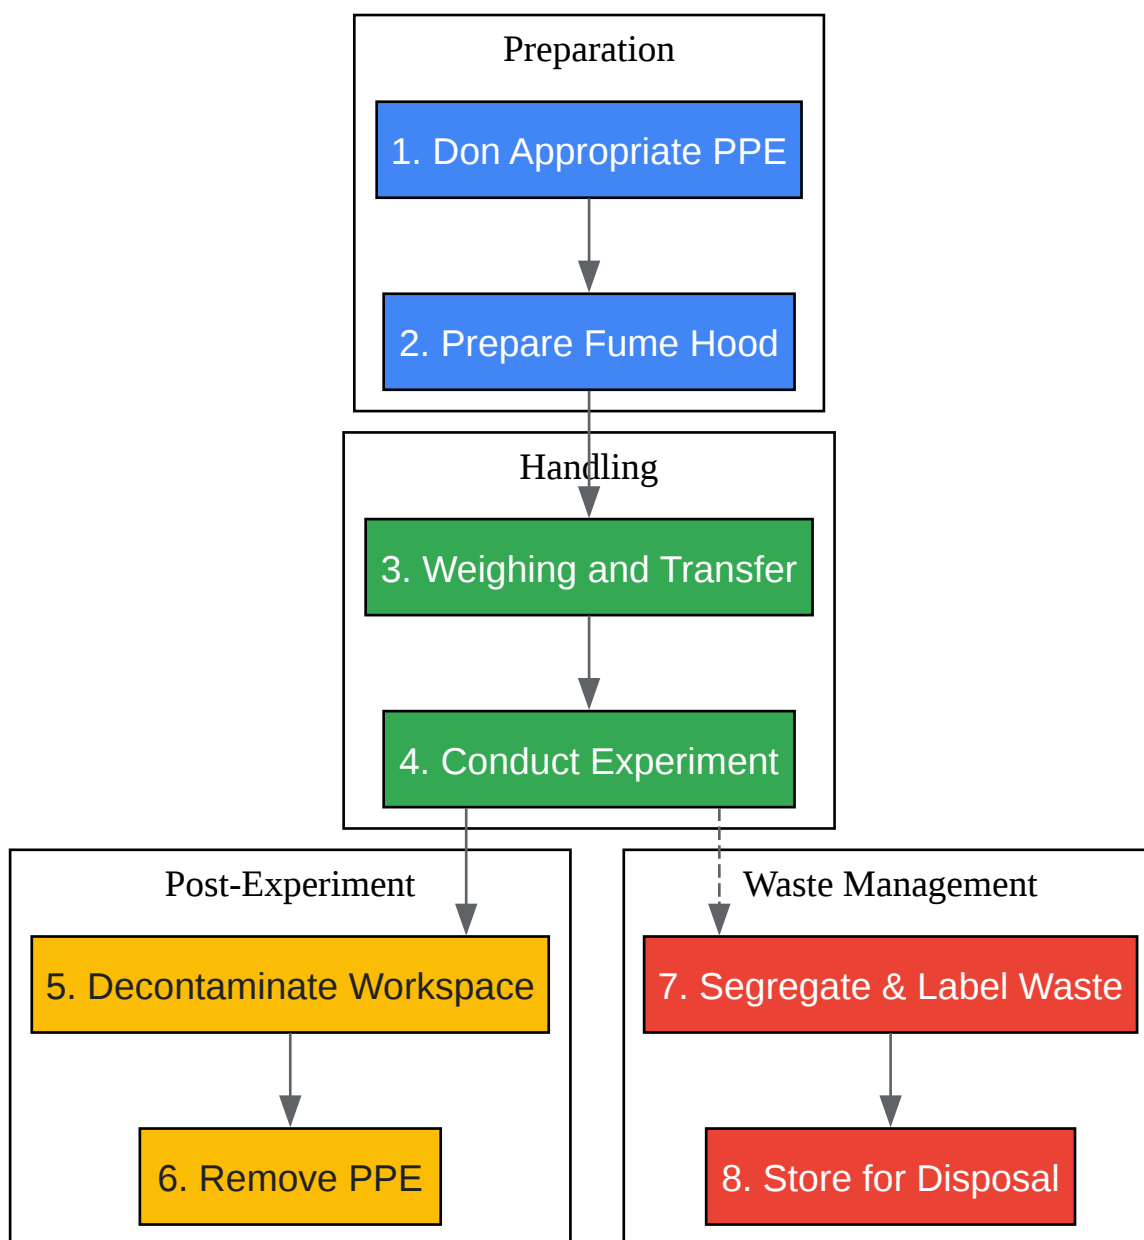 Preparation
1. Don Appropriate PPE
2. Prepare Fume Hood
Handling
3. Weighing and Transfer
4. Conduct Experiment
Post-Experiment
5. Decontaminate Workspace
6. Remove PPE
Waste Management
7. Segregate & Label Waste
8. Store for Disposal